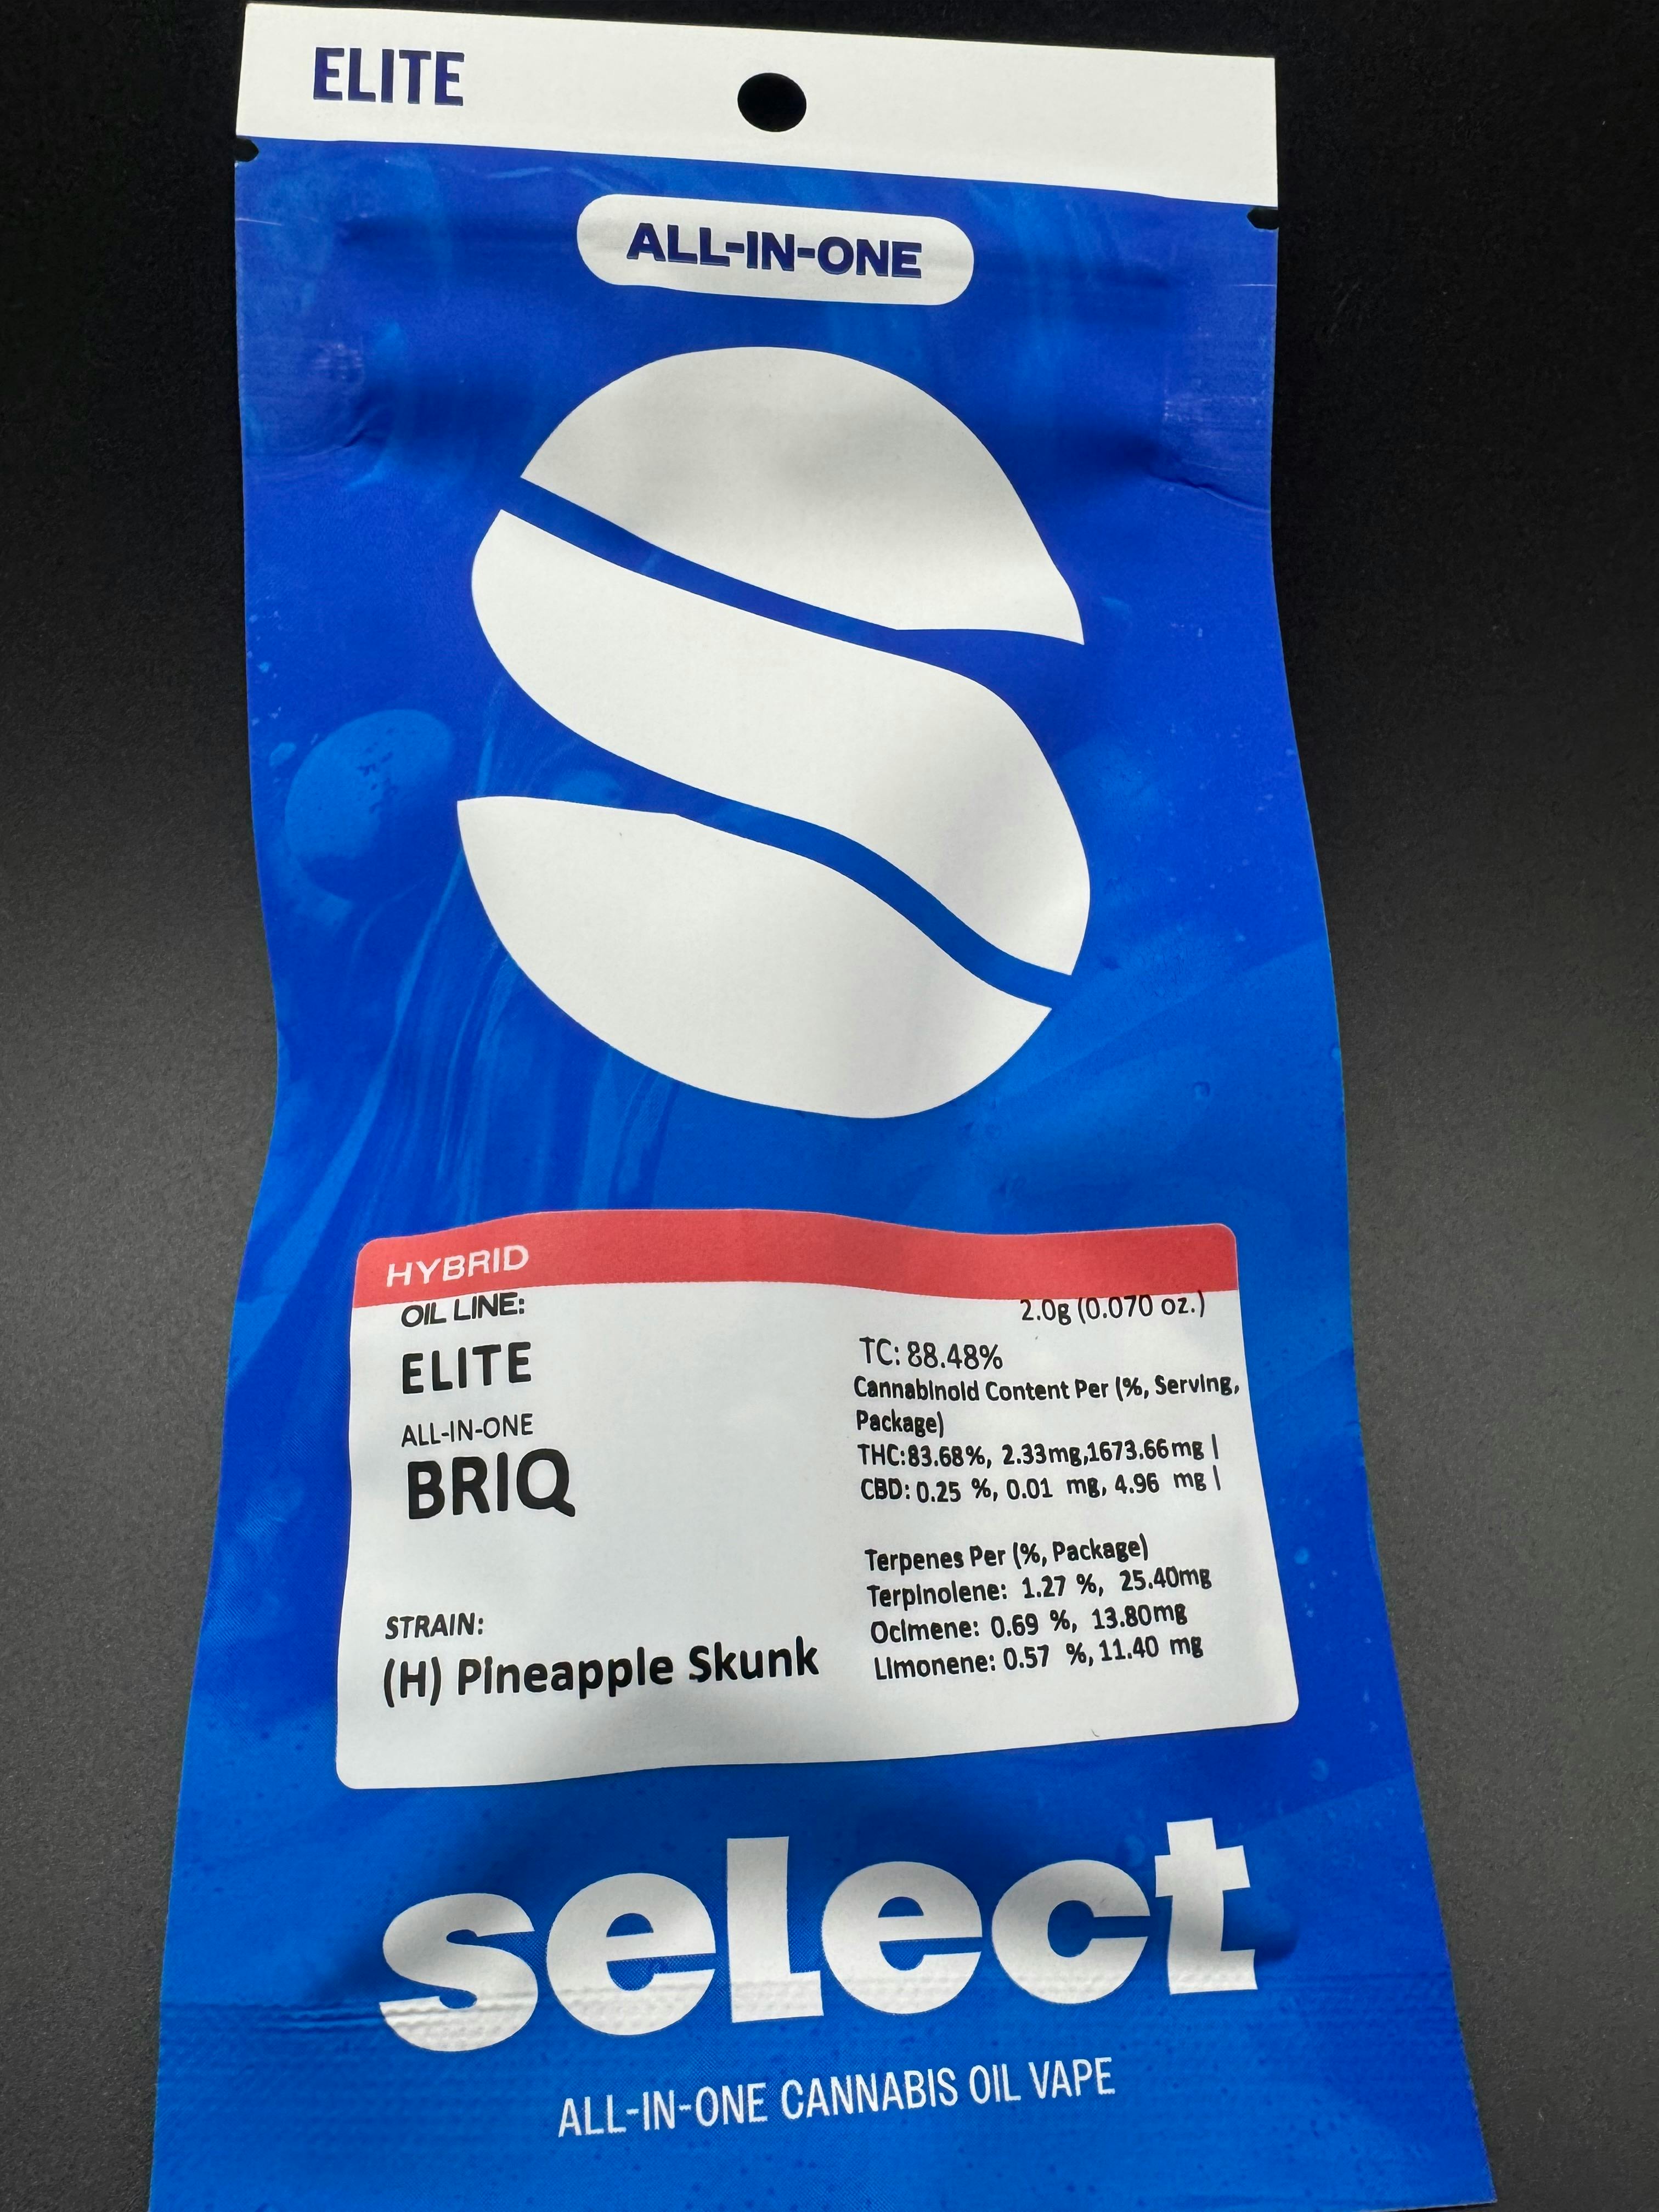 ELITE
ALL-IN-ONE
HYBRID
OIL LINE:
ELITE
ALL-IN-ONE
BRIQ
STRAIN:
(H) Pineapple Skunk
2.0g (0.070 oz.)
TC: 88.48%
Cannabinoid Content Per (%, Serving,
Package)
THC:83.68%, 2.33mg,1673.66mg |
CBD: 0.25 %, 0.01 mg, 4.96 mg |
Terpenes Per (%, Package)
Terpinolene: 1.27 %, 25.40mg
Ocimene: 0.69 %, 13.80mg
Limonene: 0.57 %, 11.40 mg
select
ALL-IN-ONE CANNABIS OIL VAPE